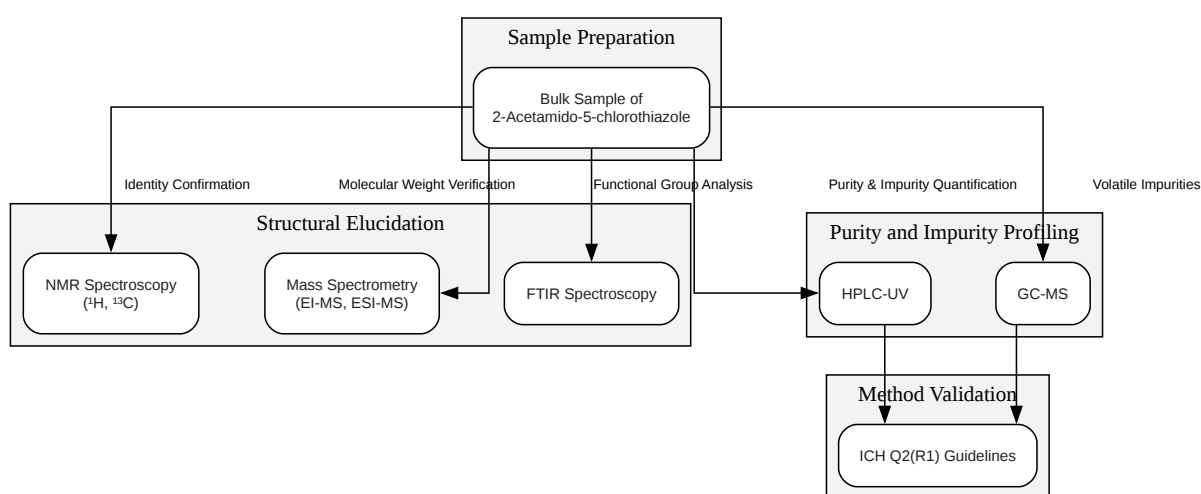 Sample Preparation
Bulk Sample of
2-Acetamido-5-chlorothiazole
Identity Confirmation
Molecular Weight Verification
Functional Group Analysis
Purity & Impurity Quantification
Volatile Impurities
Structural Elucidation
Purity and Impurity Profiling
NMR Spectroscopy
(¹H, ¹³C)
Mass Spectrometry
(EI-MS, ESI-MS)
FTIR Spectroscopy
HPLC-UV
GC-MS
Method Validation
ICH Q2(R1) Guidelines